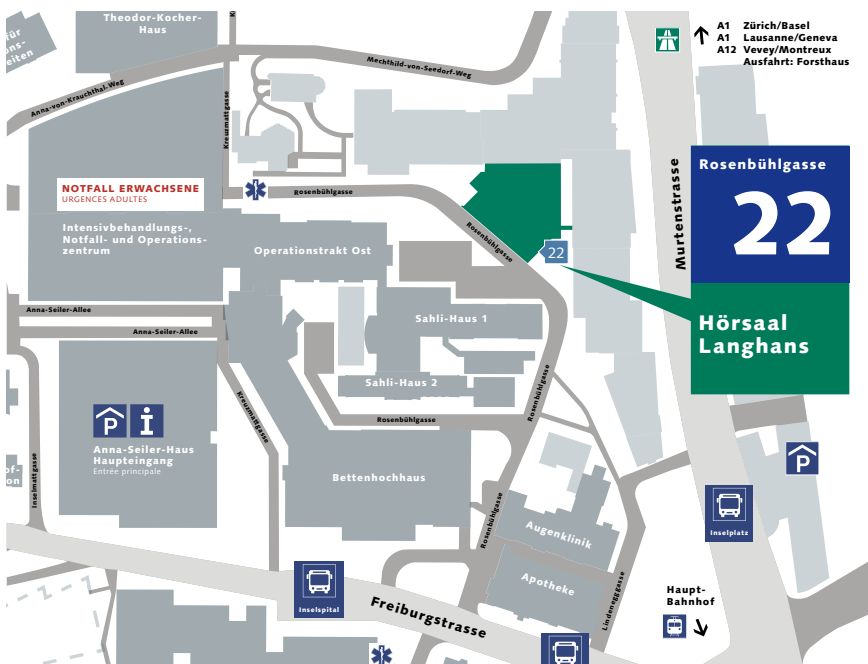 Theodor-Kocher-
Haus
für
ons-
eiten
Anna-von-Krauchthal-Weg
Kreuzmattgasse
Mechthild-von-Seedorf-Weg
A1 Zürich/Basel
A1 Lausanne/Geneva
A12 Vevey/Montreux
Ausfahrt: Forsthaus
Murtenstrasse
Rosenbühlgasse
22
Hörsaal
Langhans
NOTFALL ERWACHSENE
URGENCES ADULTES
Rosenbühlgasse
Rosenbühlgasse
22
Intensivbehandlungs-,
Notfall- und Operations-
zentrum
Operationstrakt Ost
Anna-Seiler-Allee
Anna-Seiler-Allee
Sahli-Haus 1
Sahli-Haus 2
Rosenbühlgasse
Rosenbühlgasse
Kreuzmattgasse
P
i
Anna-Seiler-Haus
Haupteingang
Entrée principale
of-
on
Inselmattgasse
Bettenhochhaus
Rosenbühlgasse
Augenklinik
Apotheke
Lindenegggasse
P
Inselplatz
Inselspital
Freiburgstrasse
Haupt-
Bahnhof